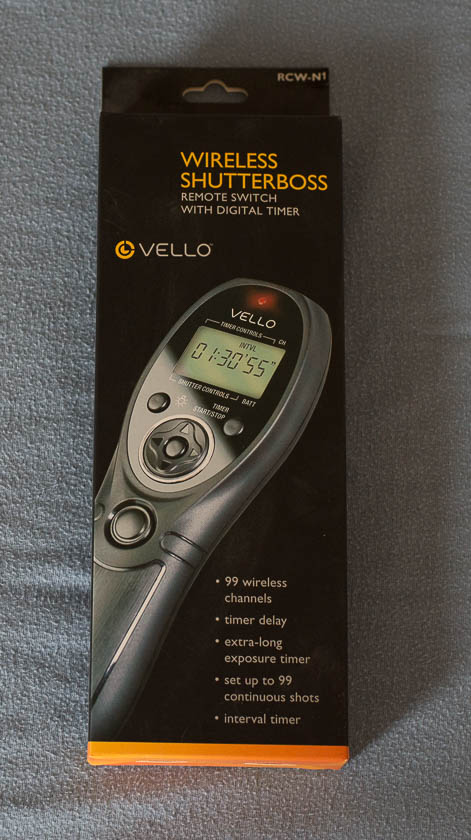 RCW-N1
WIRELESS
SHUTTERBOSS
REMOTE SWITCH
WITH DIGITAL TIMER
VELLO™
VELLO
TIMER CONTROLS
CH
INTVL
01:30'55"
SHUTTER CONTROLS
BATT
TIMER
START/STOP
• 99 wireless
channels
• timer delay
• extra-long
exposure timer
• set up to 99
continuous shots
• interval timer